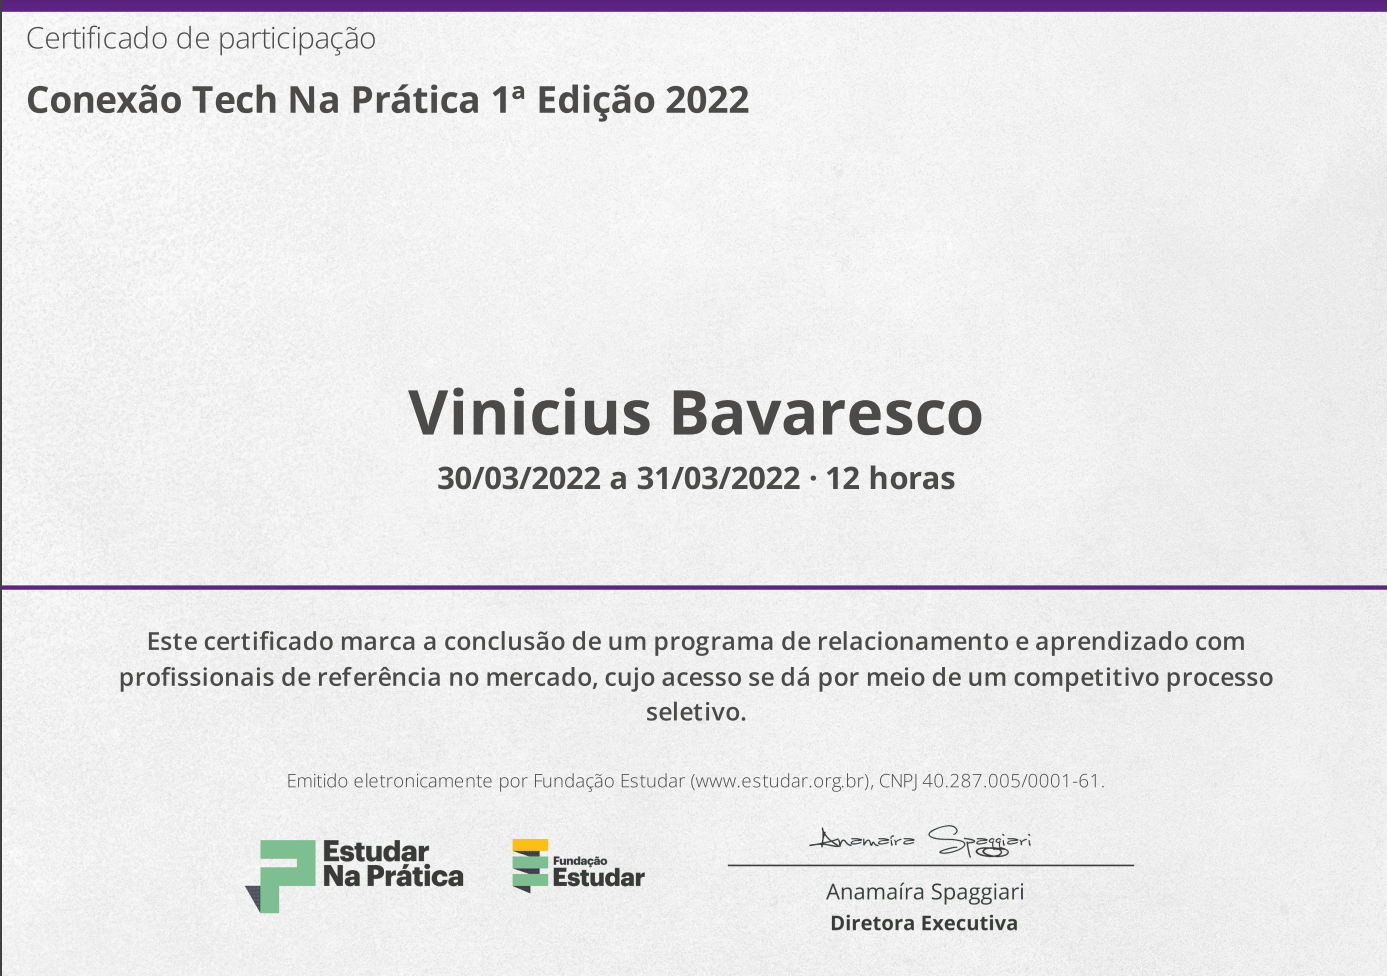 Certificado de participação
Conexão Tech Na Prática 1ª Edição 2022
Vinicius Bavaresco
30/03/2022 a 31/03/2022 · 12 horas
Este certificado marca a conclusão de um programa de relacionamento e aprendizado com
profissionais de referência no mercado, cujo acesso se dá por meio de um competitivo processo
seletivo.
Emitido eletronicamente por Fundação Estudar (www.estudar.org.br), CNPJ 40.287.005/0001-61.
Estudar
Na Prática
Fundação
Estudar
Anamaíra Spaggiari
Anamaíra Spaggiari
Diretora Executiva